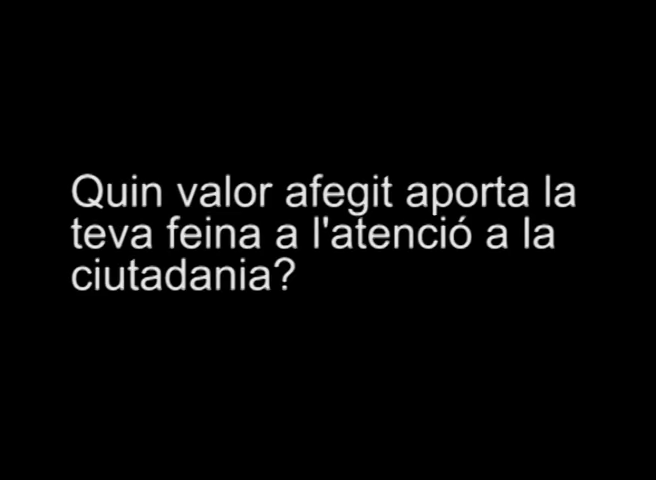 Quin valor afegit aporta la
teva feina a l'atenció a la
ciutadania?